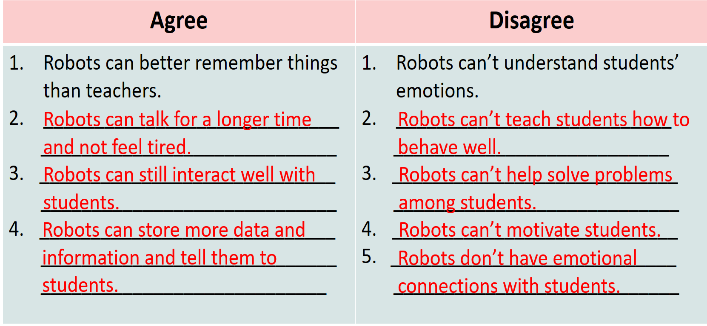 Agree
Disagree
1. Robots can better remember things
than teachers.
2. Robots can talk for a longer time
and not feel tired.
3. Robots can still interact well with
students.
4. Robots can store more data and
information and tell them to
students.
1. Robots can't understand students'
emotions.
2. Robots can't teach students how to
behave well.
3. Robots can't help solve problems
among students.
4. Robots can't motivate students.
5. Robots don't have emotional
connections with students.